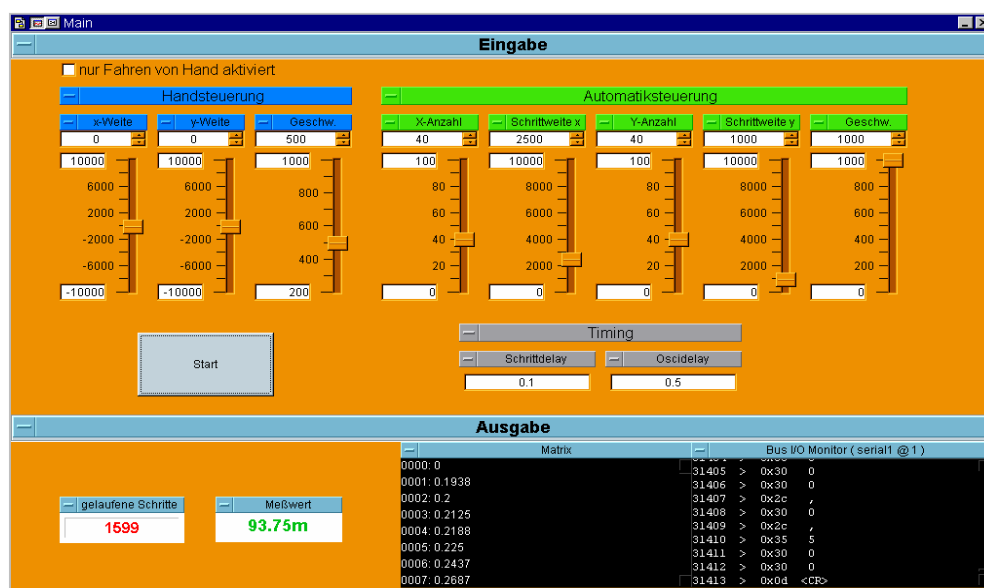 Main
Eingabe
nur Fahren von Hand aktiviert
Handsteuerung
x-Weite y-Weite Geschw.
0 0 500
10000 10000 1000
6000 6000 800
2000 2000 600
-2000 -2000 400
-6000 -6000
-10000 -10000 200
Automatiksteuerung
X-Anzahl Schrittweite x Y-Anzahl Schrittweite y Geschw.
40 2500 40 1000 1000
100 10000 100 10000 1000
80 8000 80 8000 800
60 6000 60 6000 600
40 4000 40 4000 400
20 2000 20 2000 200
0 0 0 0 0
Start
Timing
Schrittdelay Oscidelay
0.1 0.5
Ausgabe
gelaufene Schritte Meßwert
1599 93.75m
Matrix
0000: 0
0001: 0.1938
0002: 0.2
0003: 0.2125
0004: 0.2188
0005: 0.225
0006: 0.2437
0007: 0.2687
Bus I/O Monitor ( serial1 @ 1 )
31405 > 0x30 0
31406 > 0x30 0
31407 > 0x2c ,
31408 > 0x30 0
31409 > 0x2c ,
31410 > 0x35 5
31411 > 0x30 0
31412 > 0x30 0
31413 > 0x0d <CR>